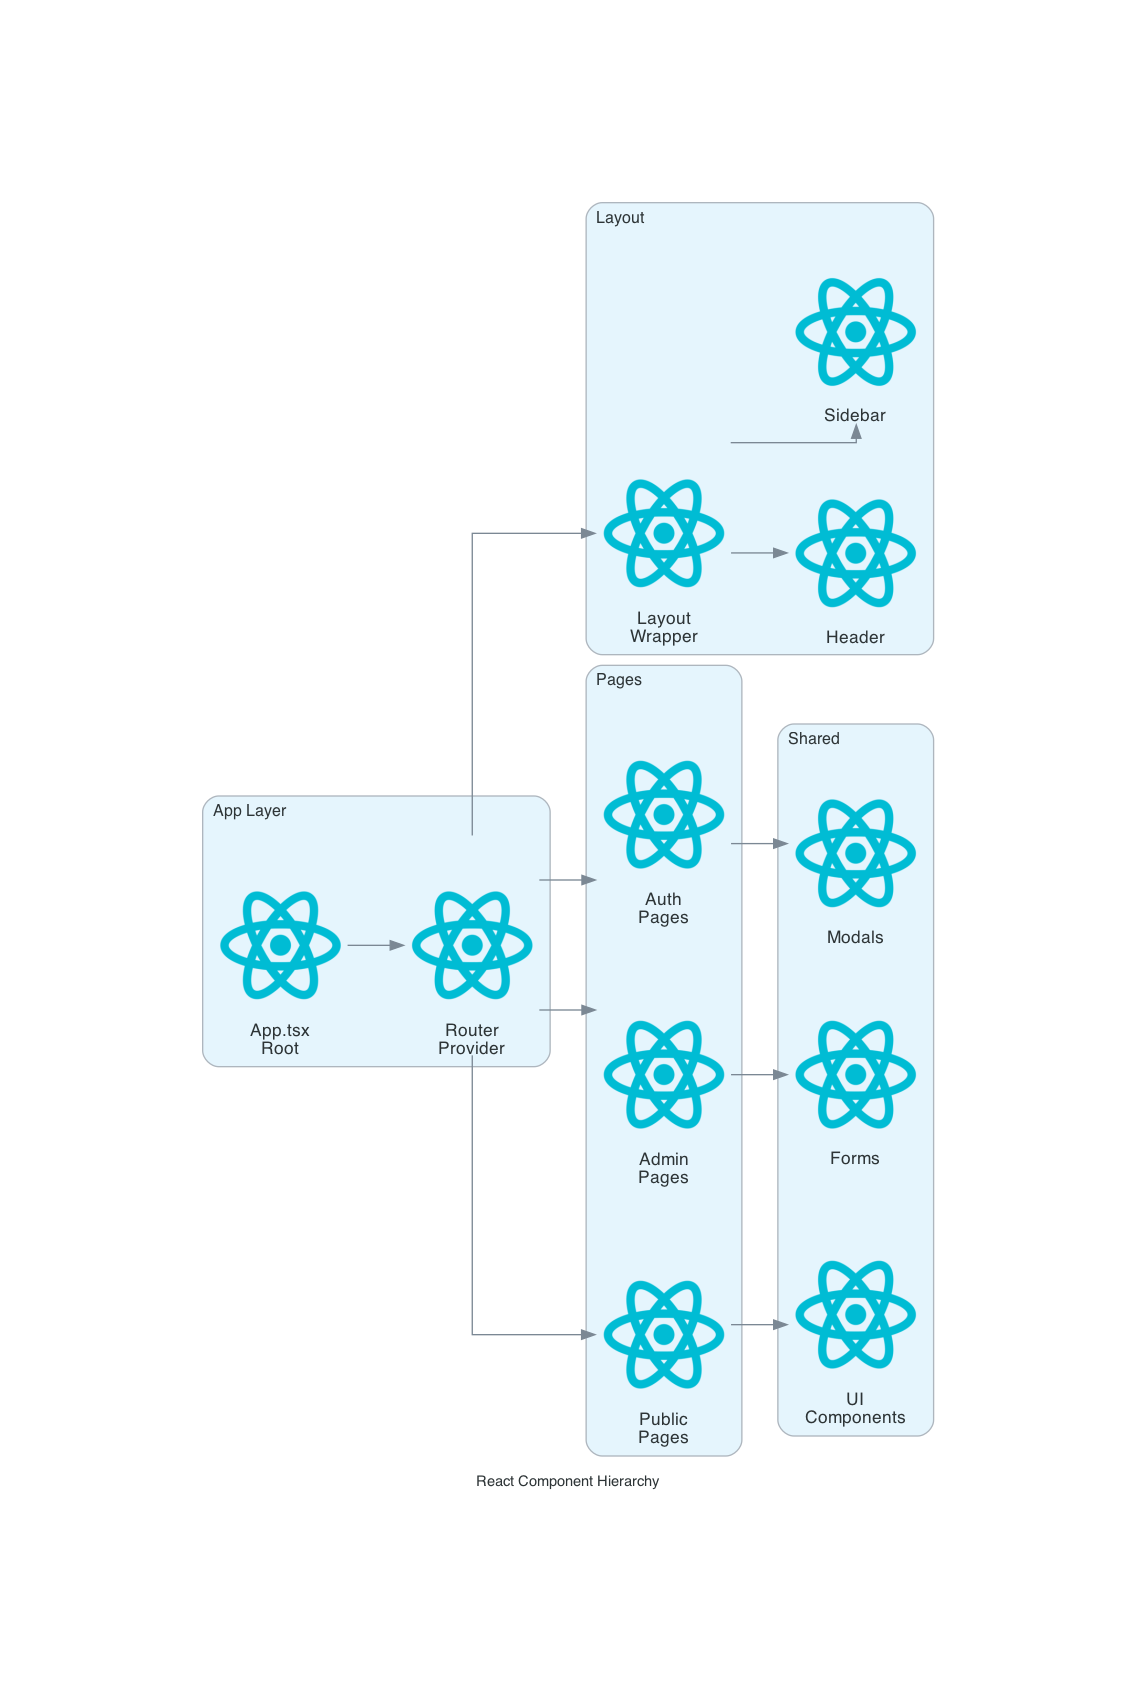 Layout
Sidebar
Layout
Wrapper
Header
Pages
Shared
App Layer
Auth
Pages
Modals
App.tsx
Root
Router
Provider
Admin
Pages
Forms
Public
Pages
UI
Components
React Component Hierarchy